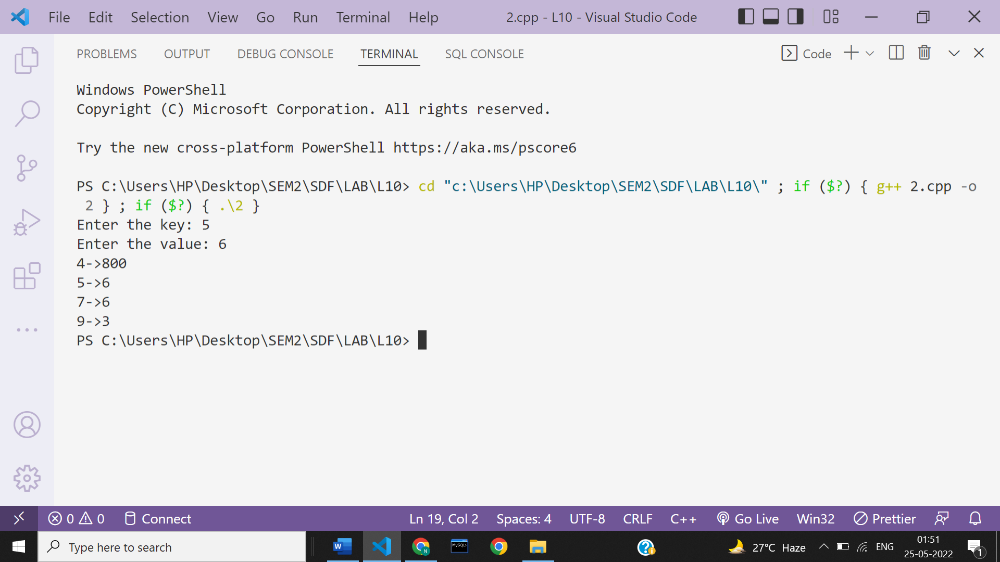 File Edit Selection View Go Run Terminal Help 2.cpp - L10 - Visual Studio Code
PROBLEMS OUTPUT DEBUG CONSOLE TERMINAL SQL CONSOLE Code
Windows PowerShell
Copyright (C) Microsoft Corporation. All rights reserved.
Try the new cross-platform PowerShell https://aka.ms/pscore6
PS C:\Users\HP\Desktop\SEM2\SDF\LAB\L10> cd "c:\Users\HP\Desktop\SEM2\SDF\LAB\L10\" ; if ($?) { g++ 2.cpp -o
2 } ; if ($?) { .\2 }
Enter the key: 5
Enter the value: 6
4->800
5->6
7->6
9->3
PS C:\Users\HP\Desktop\SEM2\SDF\LAB\L10>
0 0 Connect Ln 19, Col 2 Spaces: 4 UTF-8 CRLF C++ Go Live Win32 Prettier
Type here to search W MySQL N 27°C Haze ENG 01:51
25-05-2022 1